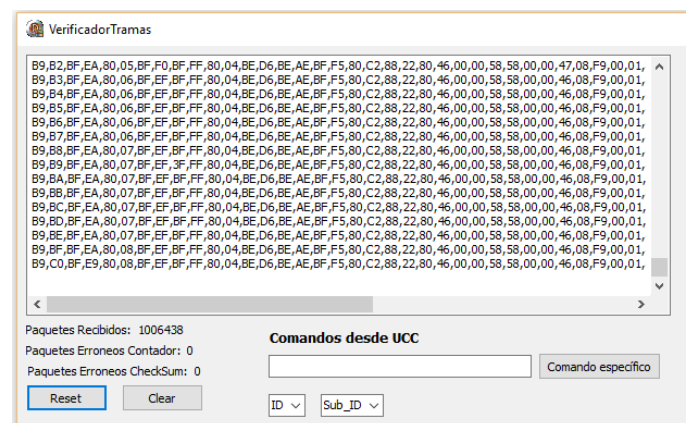 VerificadorTramas
B9,B2,BF,EA,80,05,BF,F0,BF,FF,80,04,BE,D6,BE,AE,BF,F5,80,C2,88,22,80,46,00,00,58,58,00,00,47,08,F9,00,01,
B9,B3,BF,EA,80,06,BF,EF,BF,FF,80,04,BE,D6,BE,AE,BF,F5,80,C2,88,22,80,46,00,00,58,58,00,00,46,08,F9,00,01,
B9,B4,BF,EA,80,06,BF,EF,BF,FF,80,04,BE,D6,BE,AE,BF,F5,80,C2,88,22,80,46,00,00,58,58,00,00,46,08,F9,00,01,
B9,B5,BF,EA,80,06,BF,EF,BF,FF,80,04,BE,D6,BE,AE,BF,F5,80,C2,88,22,80,46,00,00,58,58,00,00,46,08,F9,00,01,
B9,B6,BF,EA,80,06,BF,EF,BF,FF,80,04,BE,D6,BE,AE,BF,F5,80,C2,88,22,80,46,00,00,58,58,00,00,46,08,F9,00,01,
B9,B7,BF,EA,80,06,BF,EF,BF,FF,80,04,BE,D6,BE,AE,BF,F5,80,C2,88,22,80,46,00,00,58,58,00,00,46,08,F9,00,01,
B9,B8,BF,EA,80,07,BF,EF,BF,FF,80,04,BE,D6,BE,AE,BF,F5,80,C2,88,22,80,46,00,00,58,58,00,00,46,08,F9,00,01,
B9,B9,BF,EA,80,07,BF,EF,3F,FF,80,04,BE,D6,BE,AE,BF,F5,80,C2,88,22,80,46,00,00,58,58,00,00,46,08,F9,00,01,
B9,BA,BF,EA,80,07,BF,EF,BF,FF,80,04,BE,D6,BE,AE,BF,F5,80,C2,88,22,80,46,00,00,58,58,00,00,46,08,F9,00,01,
B9,BB,BF,EA,80,07,BF,EF,BF,FF,80,04,BE,D6,BE,AE,BF,F5,80,C2,88,22,80,46,00,00,58,58,00,00,46,08,F9,00,01,
B9,BC,BF,EA,80,07,BF,EF,BF,FF,80,04,BE,D6,BE,AE,BF,F5,80,C2,88,22,80,46,00,00,58,58,00,00,46,08,F9,00,01,
B9,BD,BF,EA,80,07,BF,EF,BF,FF,80,04,BE,D6,BE,AE,BF,F5,80,C2,88,22,80,46,00,00,58,58,00,00,46,08,F9,00,01,
B9,BE,BF,EA,80,07,BF,EF,BF,FF,80,04,BE,D6,BE,AE,BF,F5,80,C2,88,22,80,46,00,00,58,58,00,00,46,08,F9,00,01,
B9,BF,BF,EA,80,08,BF,EF,BF,FF,80,04,BE,D6,BE,AE,BF,F5,80,C2,88,22,80,46,00,00,58,58,00,00,46,08,F9,00,01,
B9,C0,BF,E9,80,08,BF,EF,BF,FF,80,04,BE,D6,BE,AE,BF,F5,80,C2,88,22,80,46,00,00,58,58,00,00,46,08,F9,00,01,
Paquetes Recibidos: 1006438
Paquetes Erroneos Contador: 0
Paquetes Erroneos CheckSum: 0
Reset Clear
Comandos desde UCC
Comando específico
ID Sub_ID